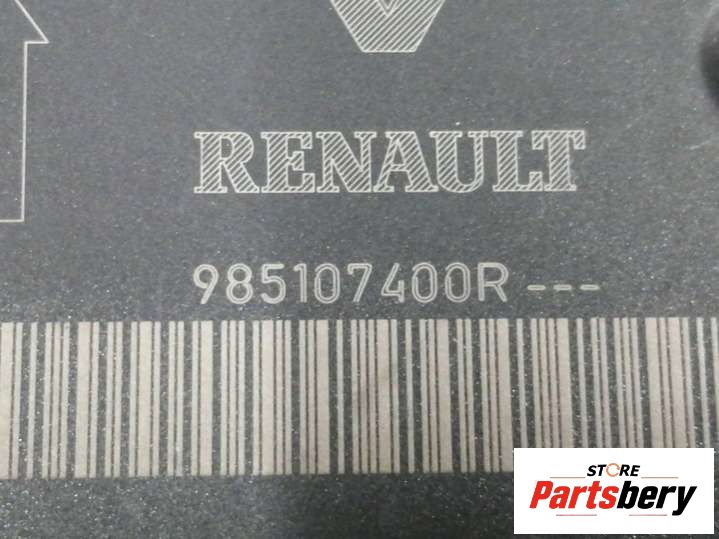 RENAULT
985107400R ---
STORE
Partsbery